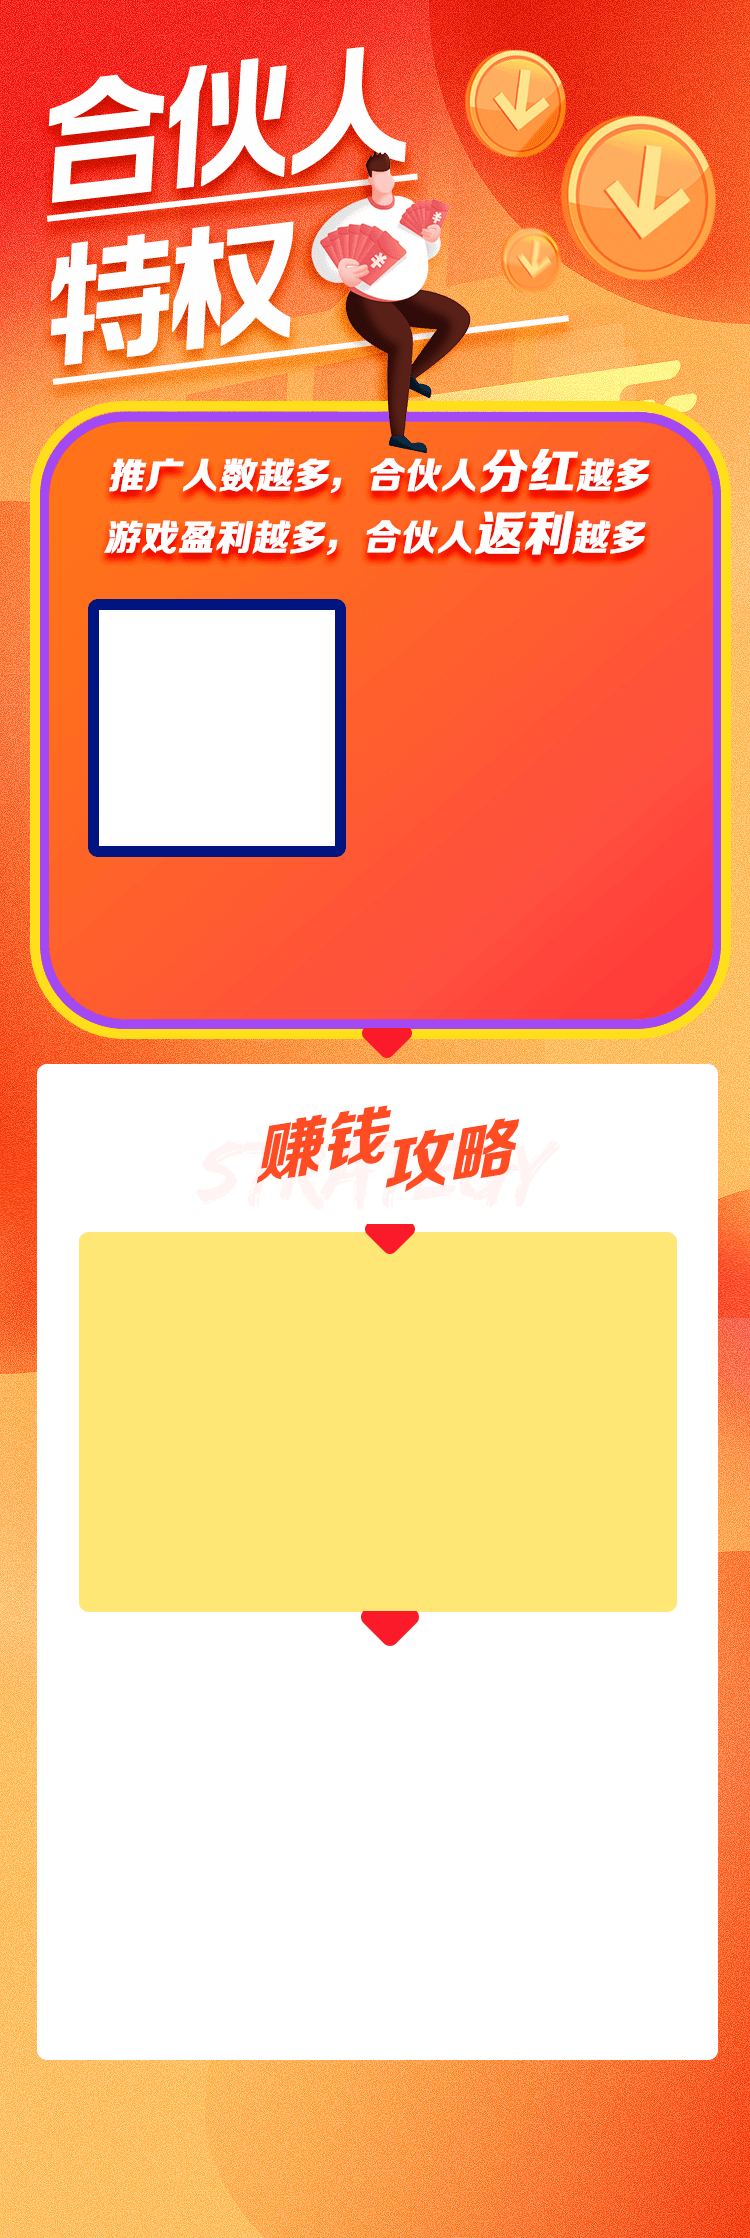 合伙人
特权
推广人数越多，合伙人分红越多
游戏盈利越多，合伙人返利越多
赚钱攻略
STRATEGY